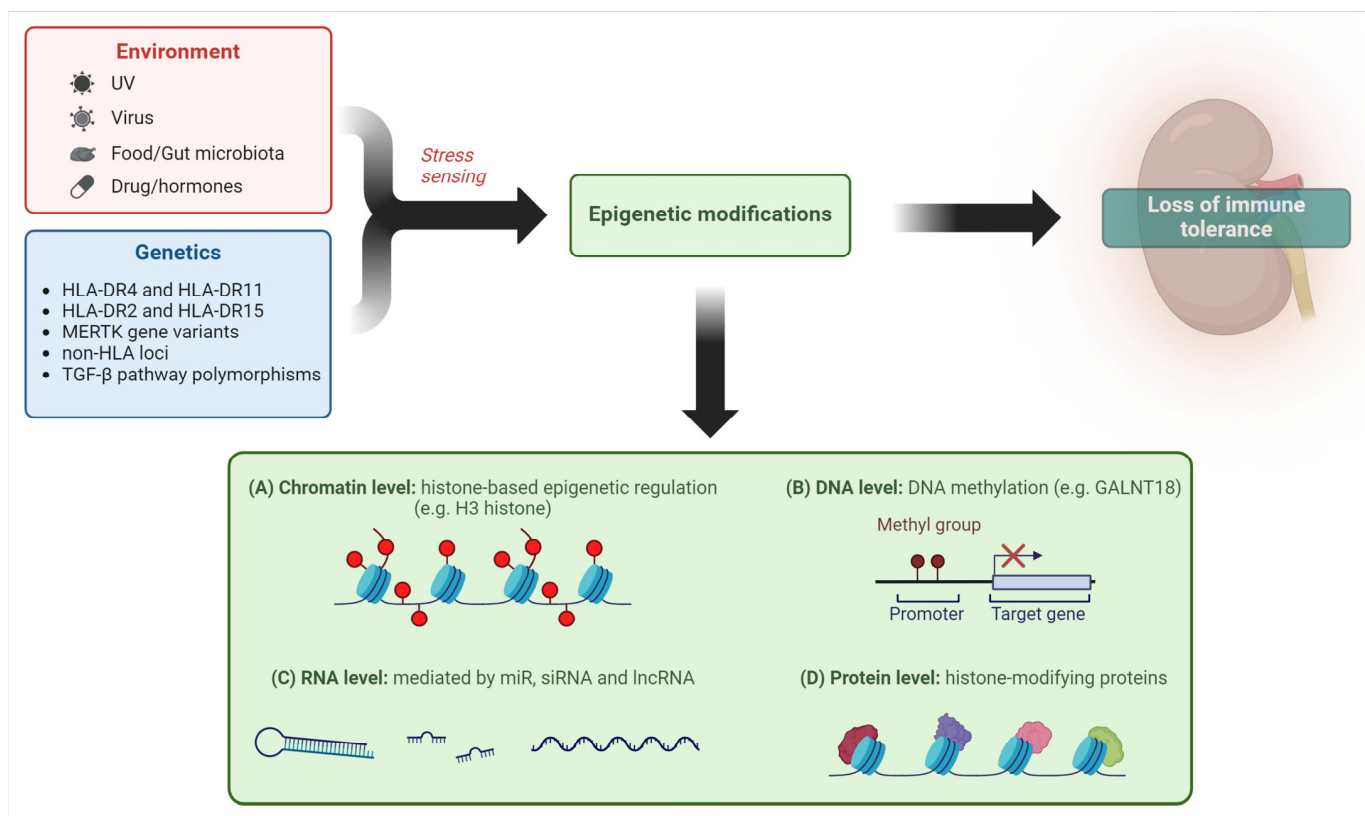 Environment
UV
Virus
Food/Gut microbiota
Drug/hormones
Genetics
• HLA-DR4 and HLA-DR11
• HLA-DR2 and HLA-DR15
• MERTK gene variants
• non-HLA loci
• TGF-β pathway polymorphisms
Stress
sensing
Epigenetic modifications
Loss of immune
tolerance
(A) Chromatin level: histone-based epigenetic regulation
(e.g. H3 histone)
(B) DNA level: DNA methylation (e.g. GALNT18)
Methyl group
Promoter
Target gene
(C) RNA level: mediated by miR, siRNA and lncRNA
(D) Protein level: histone-modifying proteins